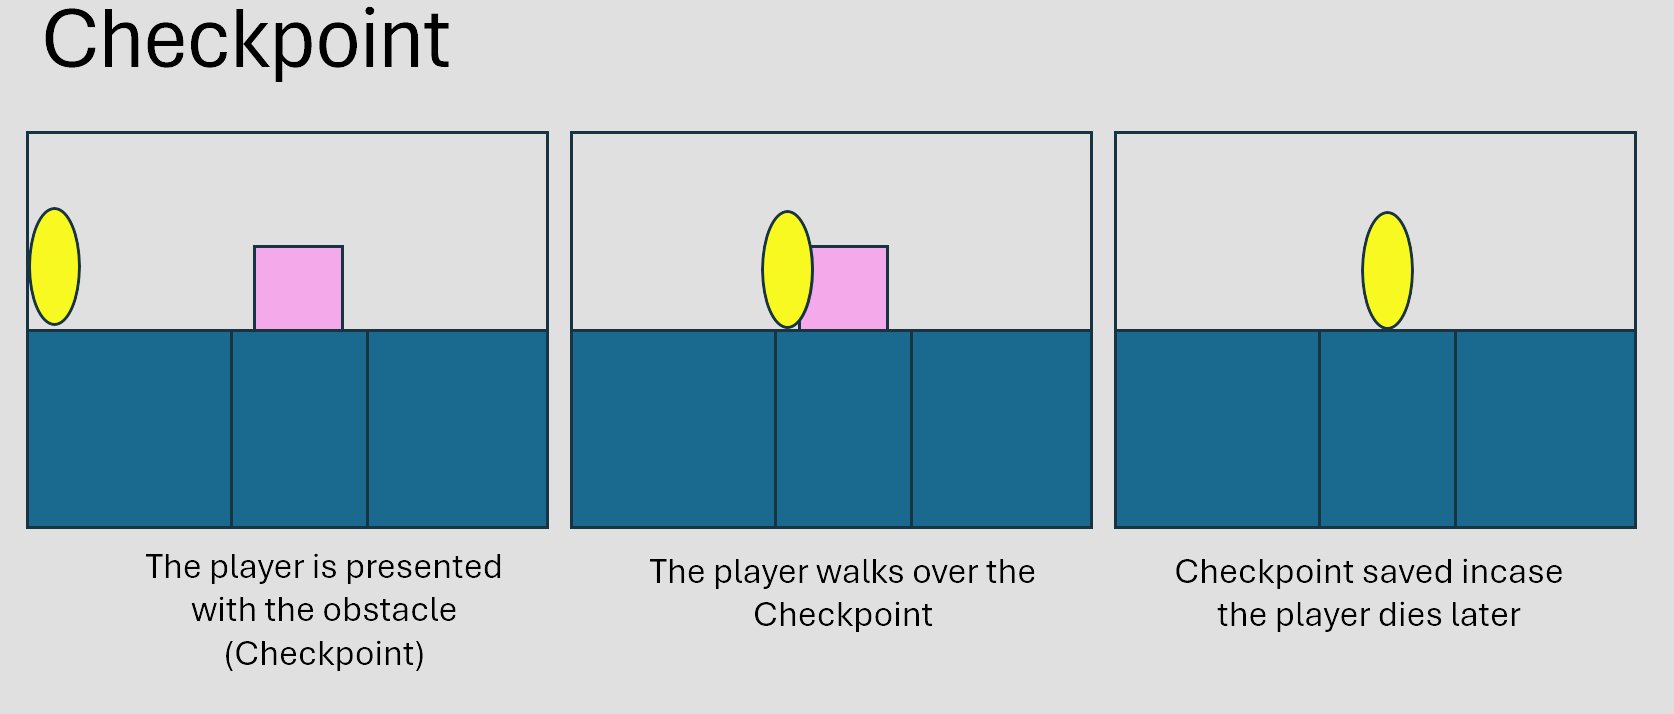 Checkpoint
The player is presented
with the obstacle
(Checkpoint)
The player walks over the
Checkpoint
Checkpoint saved incase
the player dies later